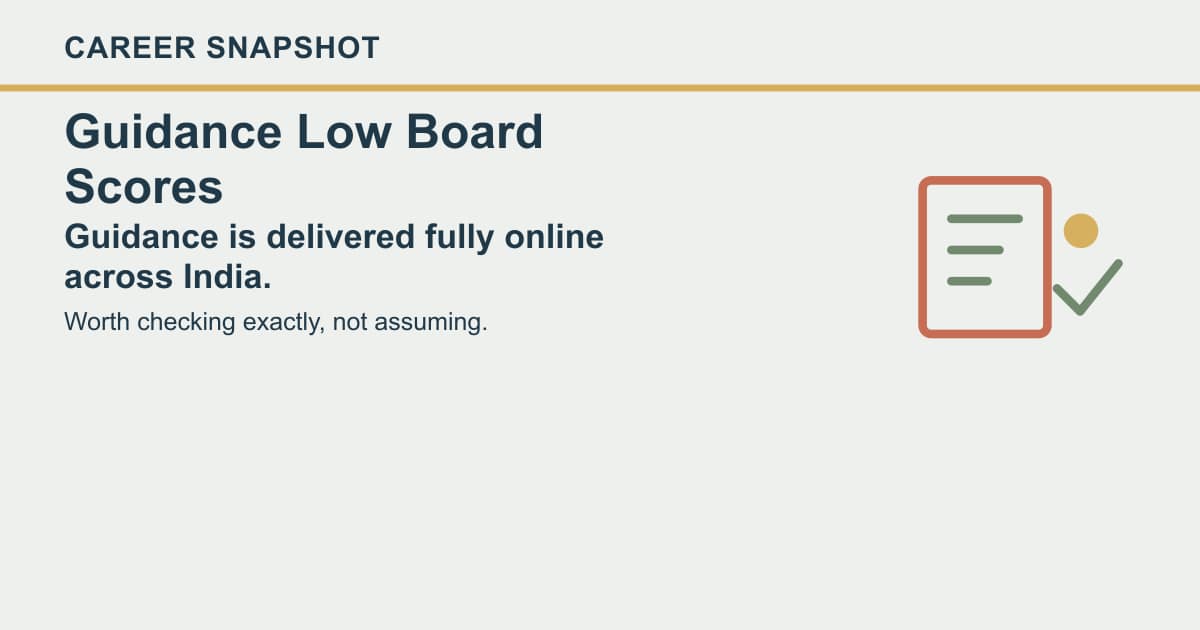 CAREER SNAPSHOT
Guidance Low Board
Scores
Guidance is delivered fully online
across India.
Worth checking exactly, not assuming.